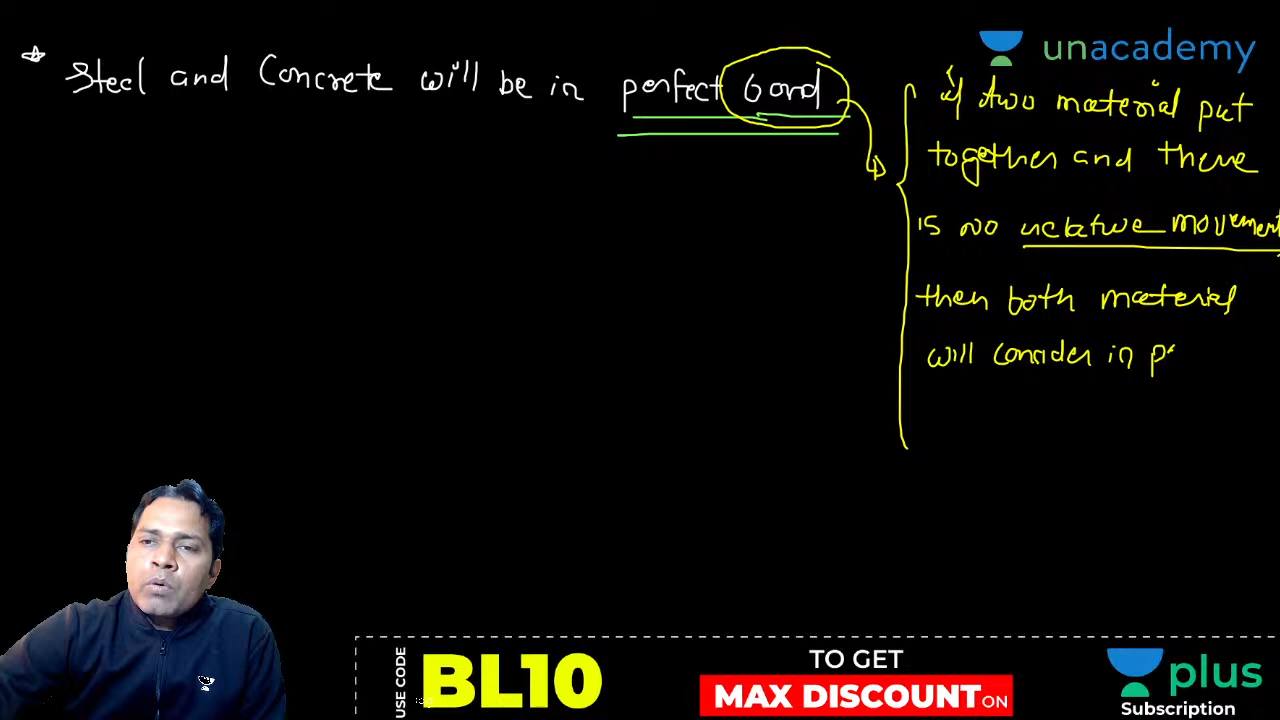 Steel and Concrete will be in perfect bond
unacademy
if two material put
together and there
is no relative movement
then both material
will consider in pe
USE CODE
BL10
TO GET
MAX DISCOUNT ON
plus
Subscription